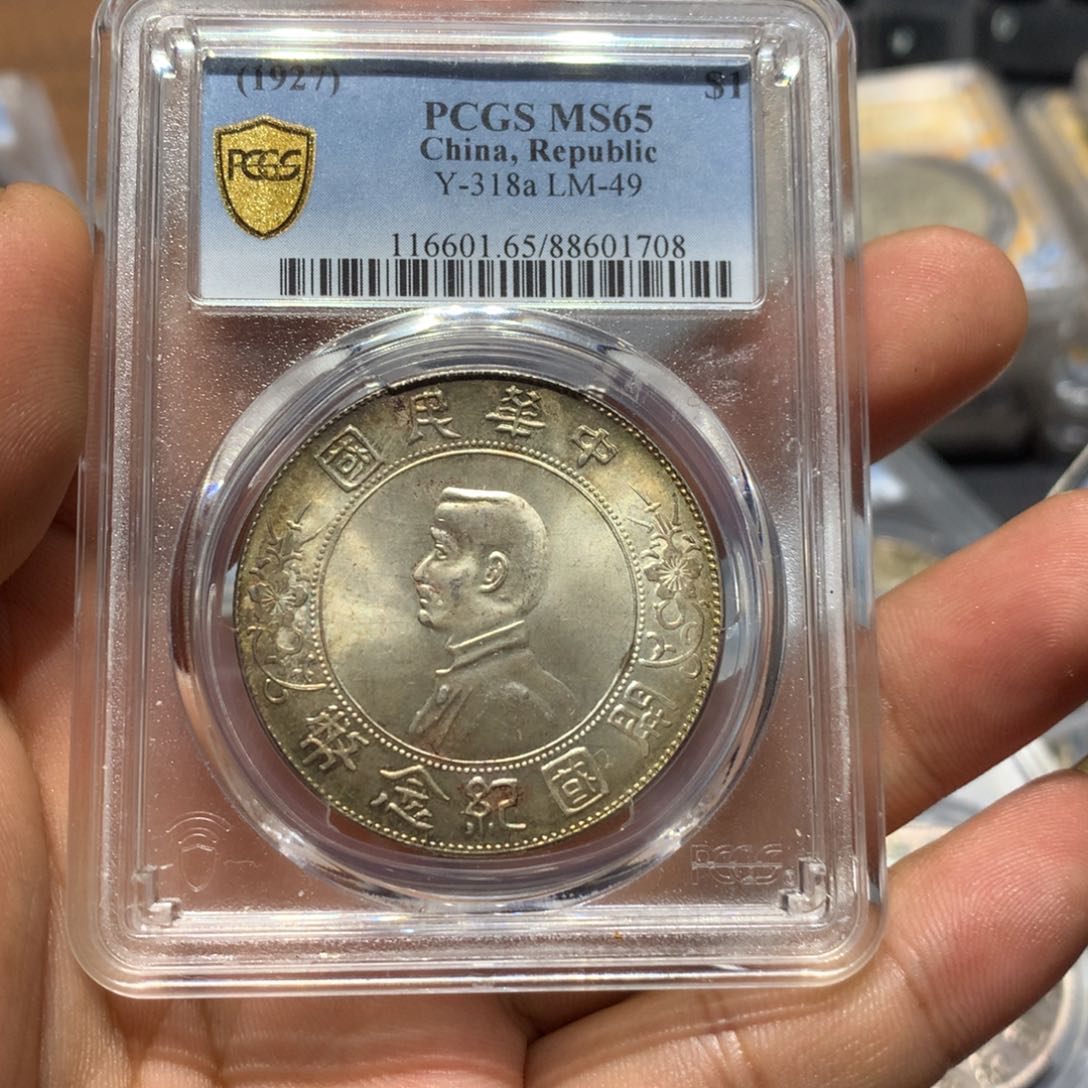 (1927) $1
PCGS MS65
China, Republic
Y-318a LM-49
PCGS
116601.65/88601708
中華民國
開國紀念幣
PCGS